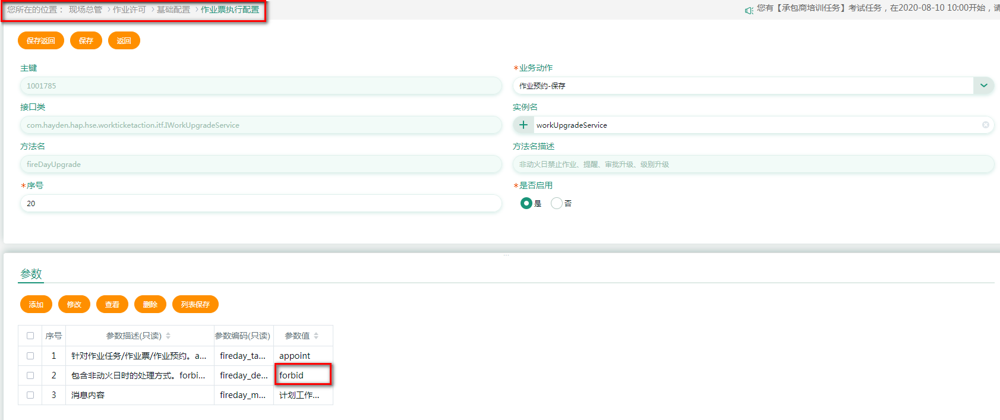 您所在的位置： 现场总管 > 作业许可 > 基础配置 > 作业票执行配置
您有【承包商培训任务】考试任务，在2020-08-10 10:00开始，请
保存返回 保存 返回
主键
1001785
*业务动作
作业预约-保存
接口类
com.hayden.hap.hse.workticketaction.itf.IWorkUpgradeService
实例名
workUpgradeService
方法名
fireDayUpgrade
方法名描述
非动火日禁止作业、提醒、审批升级、级别升级
*序号
20
*是否启用
是 否
参数
添加 修改 查看 删除 列表保存
序号 参数描述(只读) 参数编码(只读) 参数值
1 针对作业任务/作业票/作业预约。a... fireday_ta... appoint
2 包含非动火日时的处理方式。forbi... fireday_de... forbid
3 消息内容 fireday_m... 计划工作...